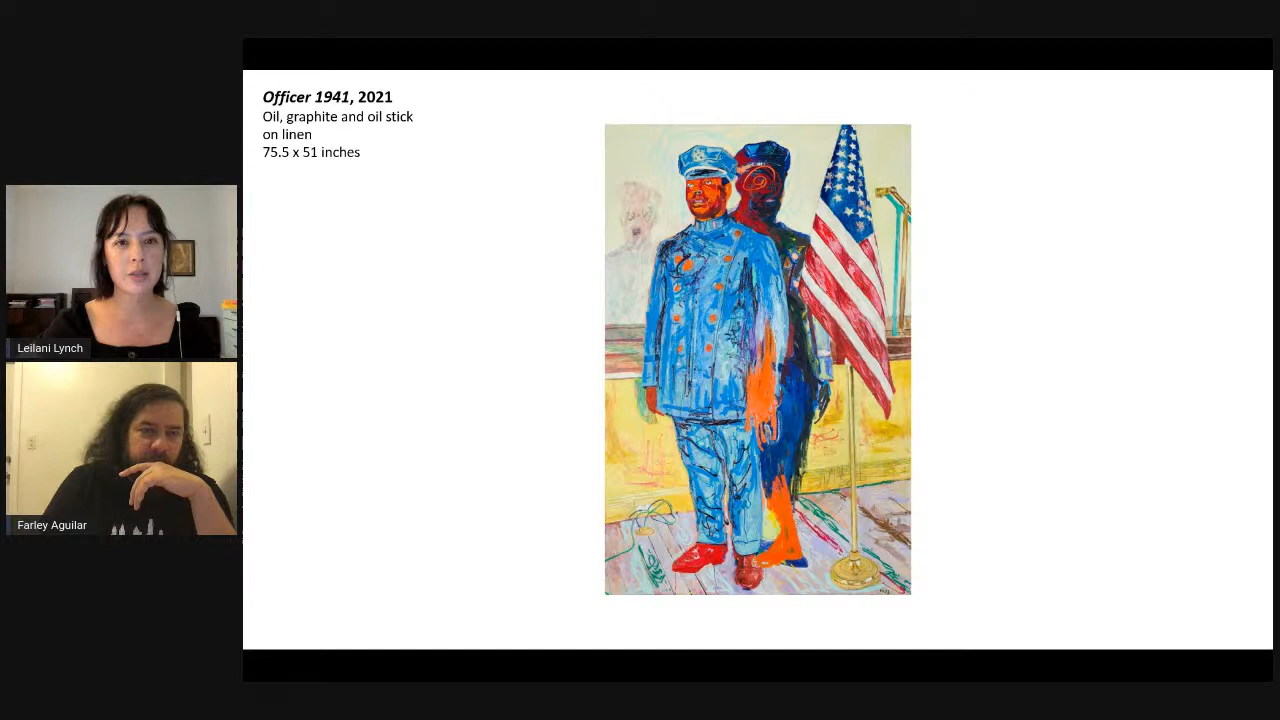 Officer 1941, 2021
Oil, graphite and oil stick
on linen
75.5 x 51 inches
Leilani Lynch
Farley Aguilar